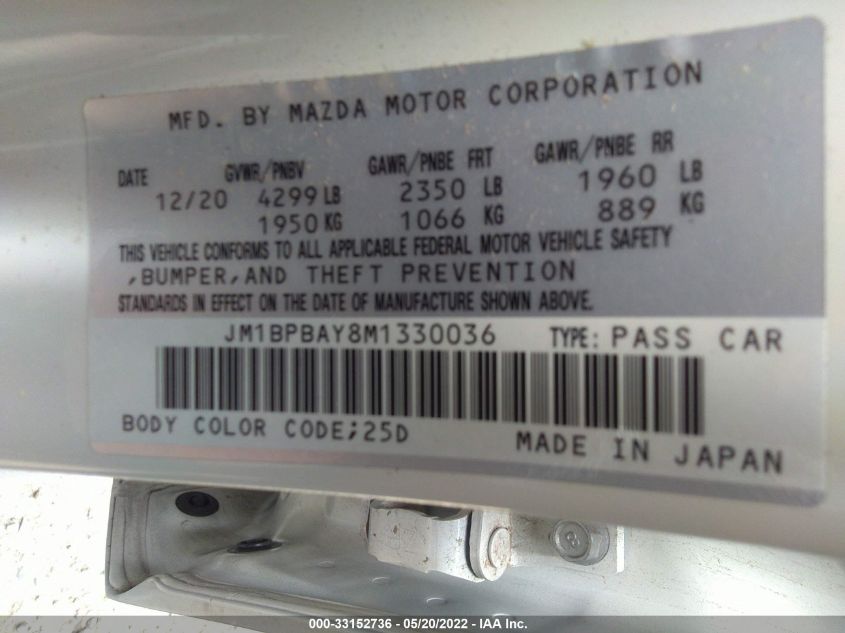 MFD. BY MAZDA MOTOR CORPORATION
DATE GVWR/PNBV GAWR/PNBE FRT GAWR/PNBE RR
12/20 4299 LB 2350 LB 1960 LB
1950 KG 1066 KG 889 KG
THIS VEHICLE CONFORMS TO ALL APPLICABLE FEDERAL MOTOR VEHICLE SAFETY
,BUMPER,AND THEFT PREVENTION
STANDARDS IN EFFECT ON THE DATE OF MANUFACTURE SHOWN ABOVE.
JM1BPBAY8M1330036 TYPE: PASS CAR
BODY COLOR CODE;25D MADE IN JAPAN
8
000-33152736 - 05/20/2022 - IAA Inc.